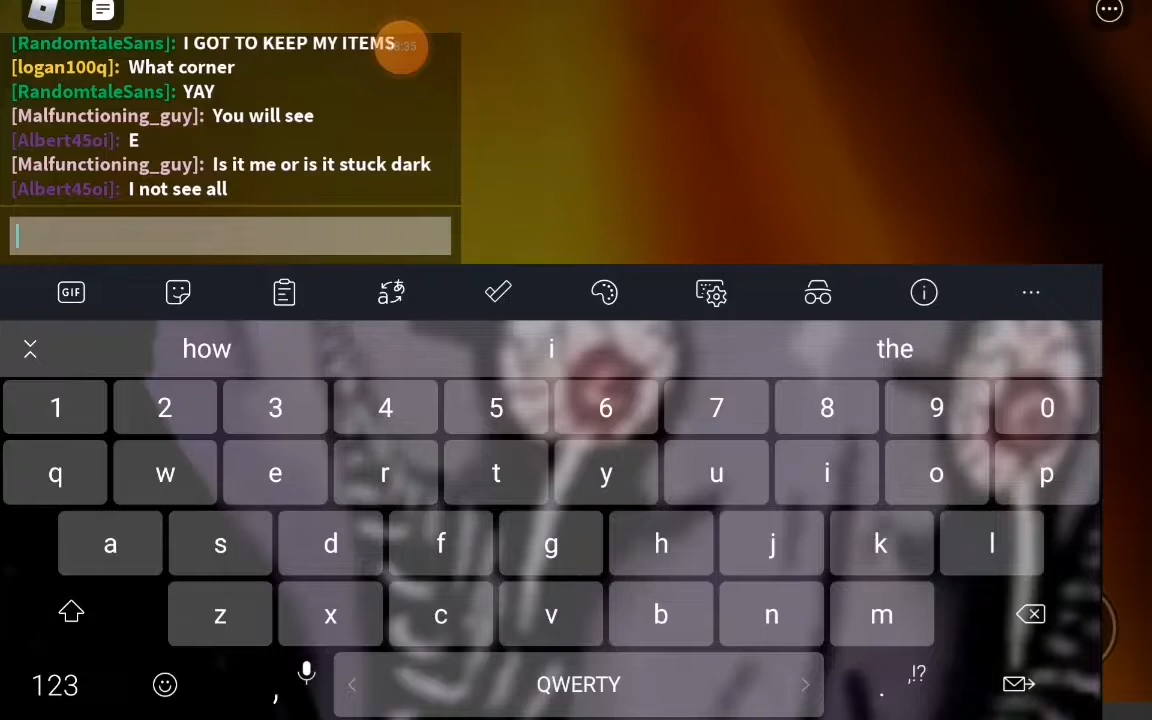 [RandomtaleSans]: I GOT TO KEEP MY ITEMS
8:35
[logan100q]: What corner
[RandomtaleSans]: YAY
[Malfunctioning_guy]: You will see
[Albert45oi]: E
[Malfunctioning_guy]: Is it me or is it stuck dark
[Albert45oi]: I not see all
GIF
how i the
1 2 3 4 5 6 7 8 9 0
q w e r t y u i o p
a s d f g h j k l
z x c v b n m
123 , QWERTY . ,!?